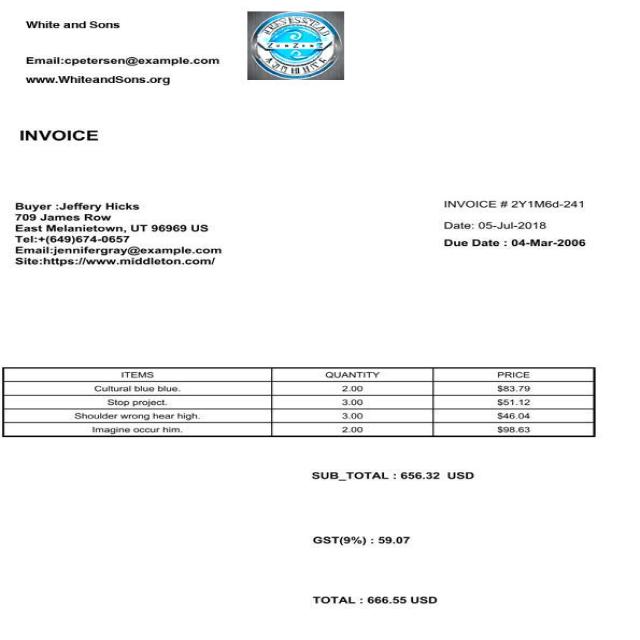 White and Sons
Email:cpetersen@example.com
www.WhiteandSons.org
INVOICE
Buyer :Jeffery Hicks
709 James Row
East Melanietown, UT 96969 US
Tel:+(649)674-0657
Email:jennifergray@example.com
Site:https://www.middleton.com/
INVOICE # 2Y1M6d-241
Date: 05-Jul-2018
Due Date : 04-Mar-2006
ITEMS QUANTITY PRICE
Cultural blue blue. 2.00 $83.79
Stop project. 3.00 $51.12
Shoulder wrong hear high. 3.00 $46.04
Imagine occur him. 2.00 $98.63
SUB_TOTAL : 656.32 USD
GST(9%) : 59.07
TOTAL : 666.55 USD